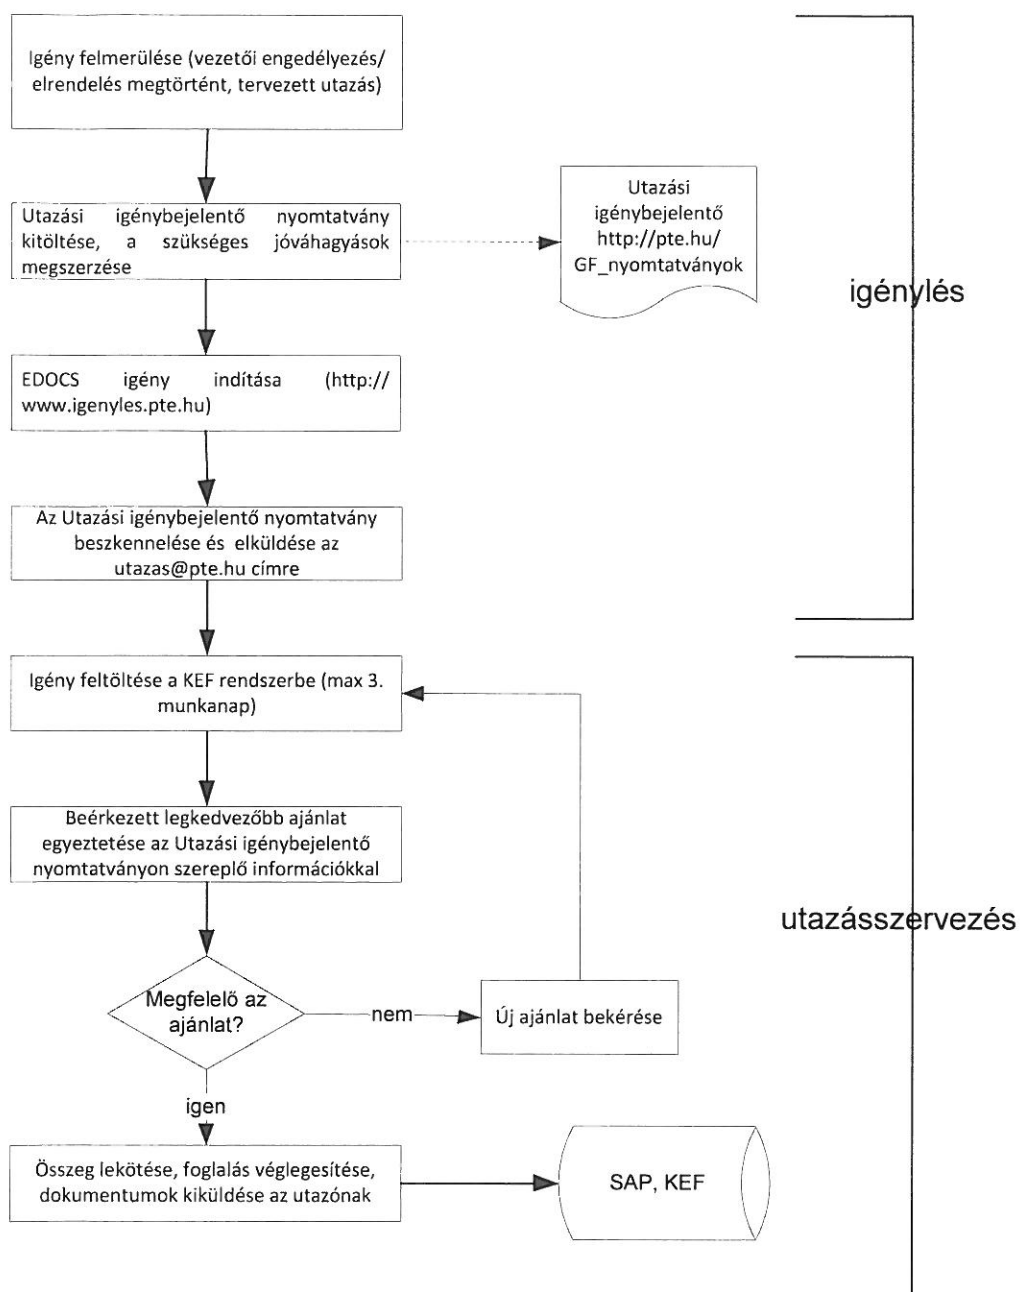 Igény felmerülése (vezetői engedélyezés/
elrendelés megtörtént, tervezett utazás)
Utazási igénybejelentő nyomtatvány
kitöltése, a szükséges jóváhagyások
megszerzése
Utazási
igénybejelentő
http://pte.hu/
GF_nyomtatványok
igénylés
EDOCS igény indítása (http://
www.igenyles.pte.hu)
Az Utazási igénybejelentő nyomtatvány
beszkennelése és elküldése az
utazas@pte.hu címre
Igény feltöltése a KEF rendszerbe (max 3.
munkanap)
Beérkezett legkedvezőbb ajánlat
egyeztetése az Utazási igénybejelentő
nyomtatványon szereplő információkkal
utazásszervezés
Megfelelő az
ajánlat?
nem
Új ajánlat bekérése
igen
Összeg lekötése, foglalás véglegesítése,
dokumentumok kiküldése az utazónak
SAP, KEF